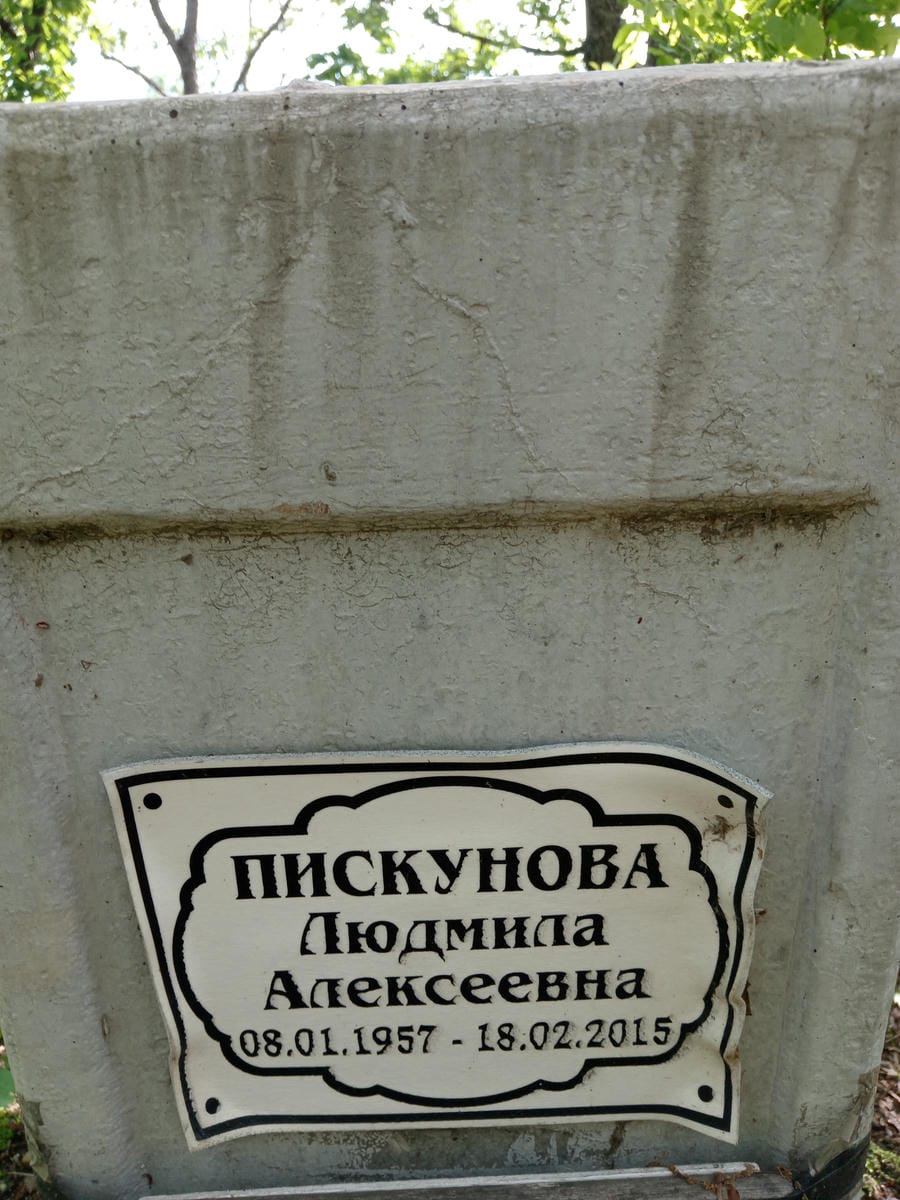 ПИСКУНОВА
Людмила
Алексеевна
08.01.1957 - 18.02.2015